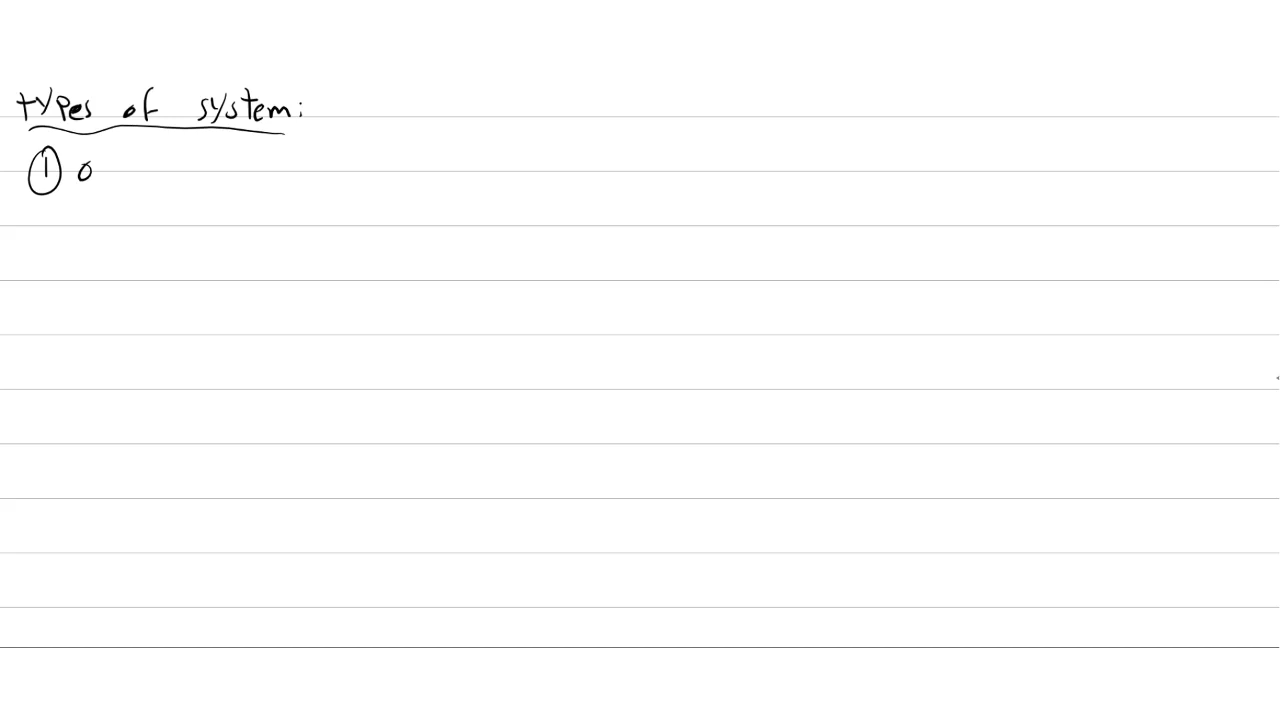 types of system:
① o